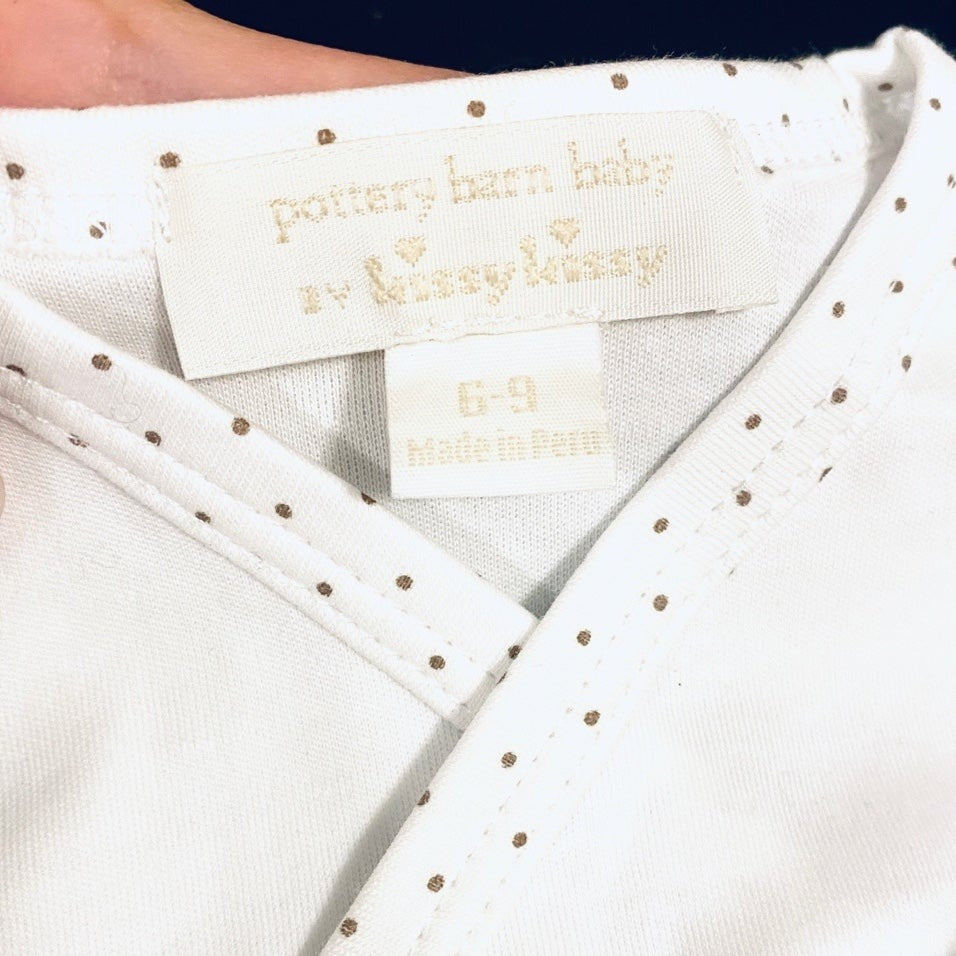 pottery barn baby
BY kissy kissy
6-9
Made in Peru